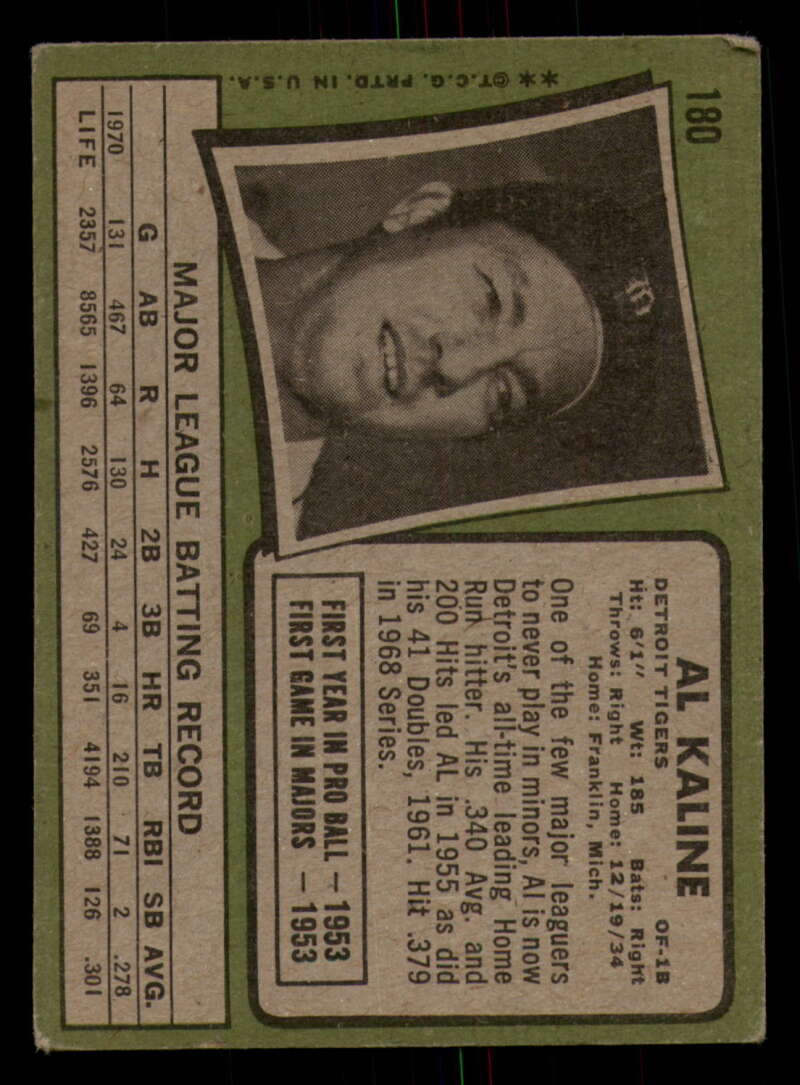 180
** ©T.C.G. PRTD. IN U.S.A.
AL KALINE
DETROIT TIGERS OF-1B
Ht: 6'1" Wt: 185 Bats: Right
Throws: Right Home: 12/19/34
Home: Franklin, Mich.
One of the few major leaguers
to never play in minors, Al is now
Detroit's all-time leading Home
Run hitter. His .340 Avg. and
200 Hits led AL in 1955 as did
his 41 Doubles, 1961. Hit .379
in 1968 Series.
FIRST YEAR IN PRO BALL — 1953
FIRST GAME IN MAJORS — 1953
MAJOR LEAGUE BATTING RECORD
G AB R H 2B 3B HR TB RBI SB AVG.
1970 131 467 64 130 24 4 16 210 71 2 .278
LIFE 2357 8565 1396 2576 427 69 351 4194 1388 126 .301